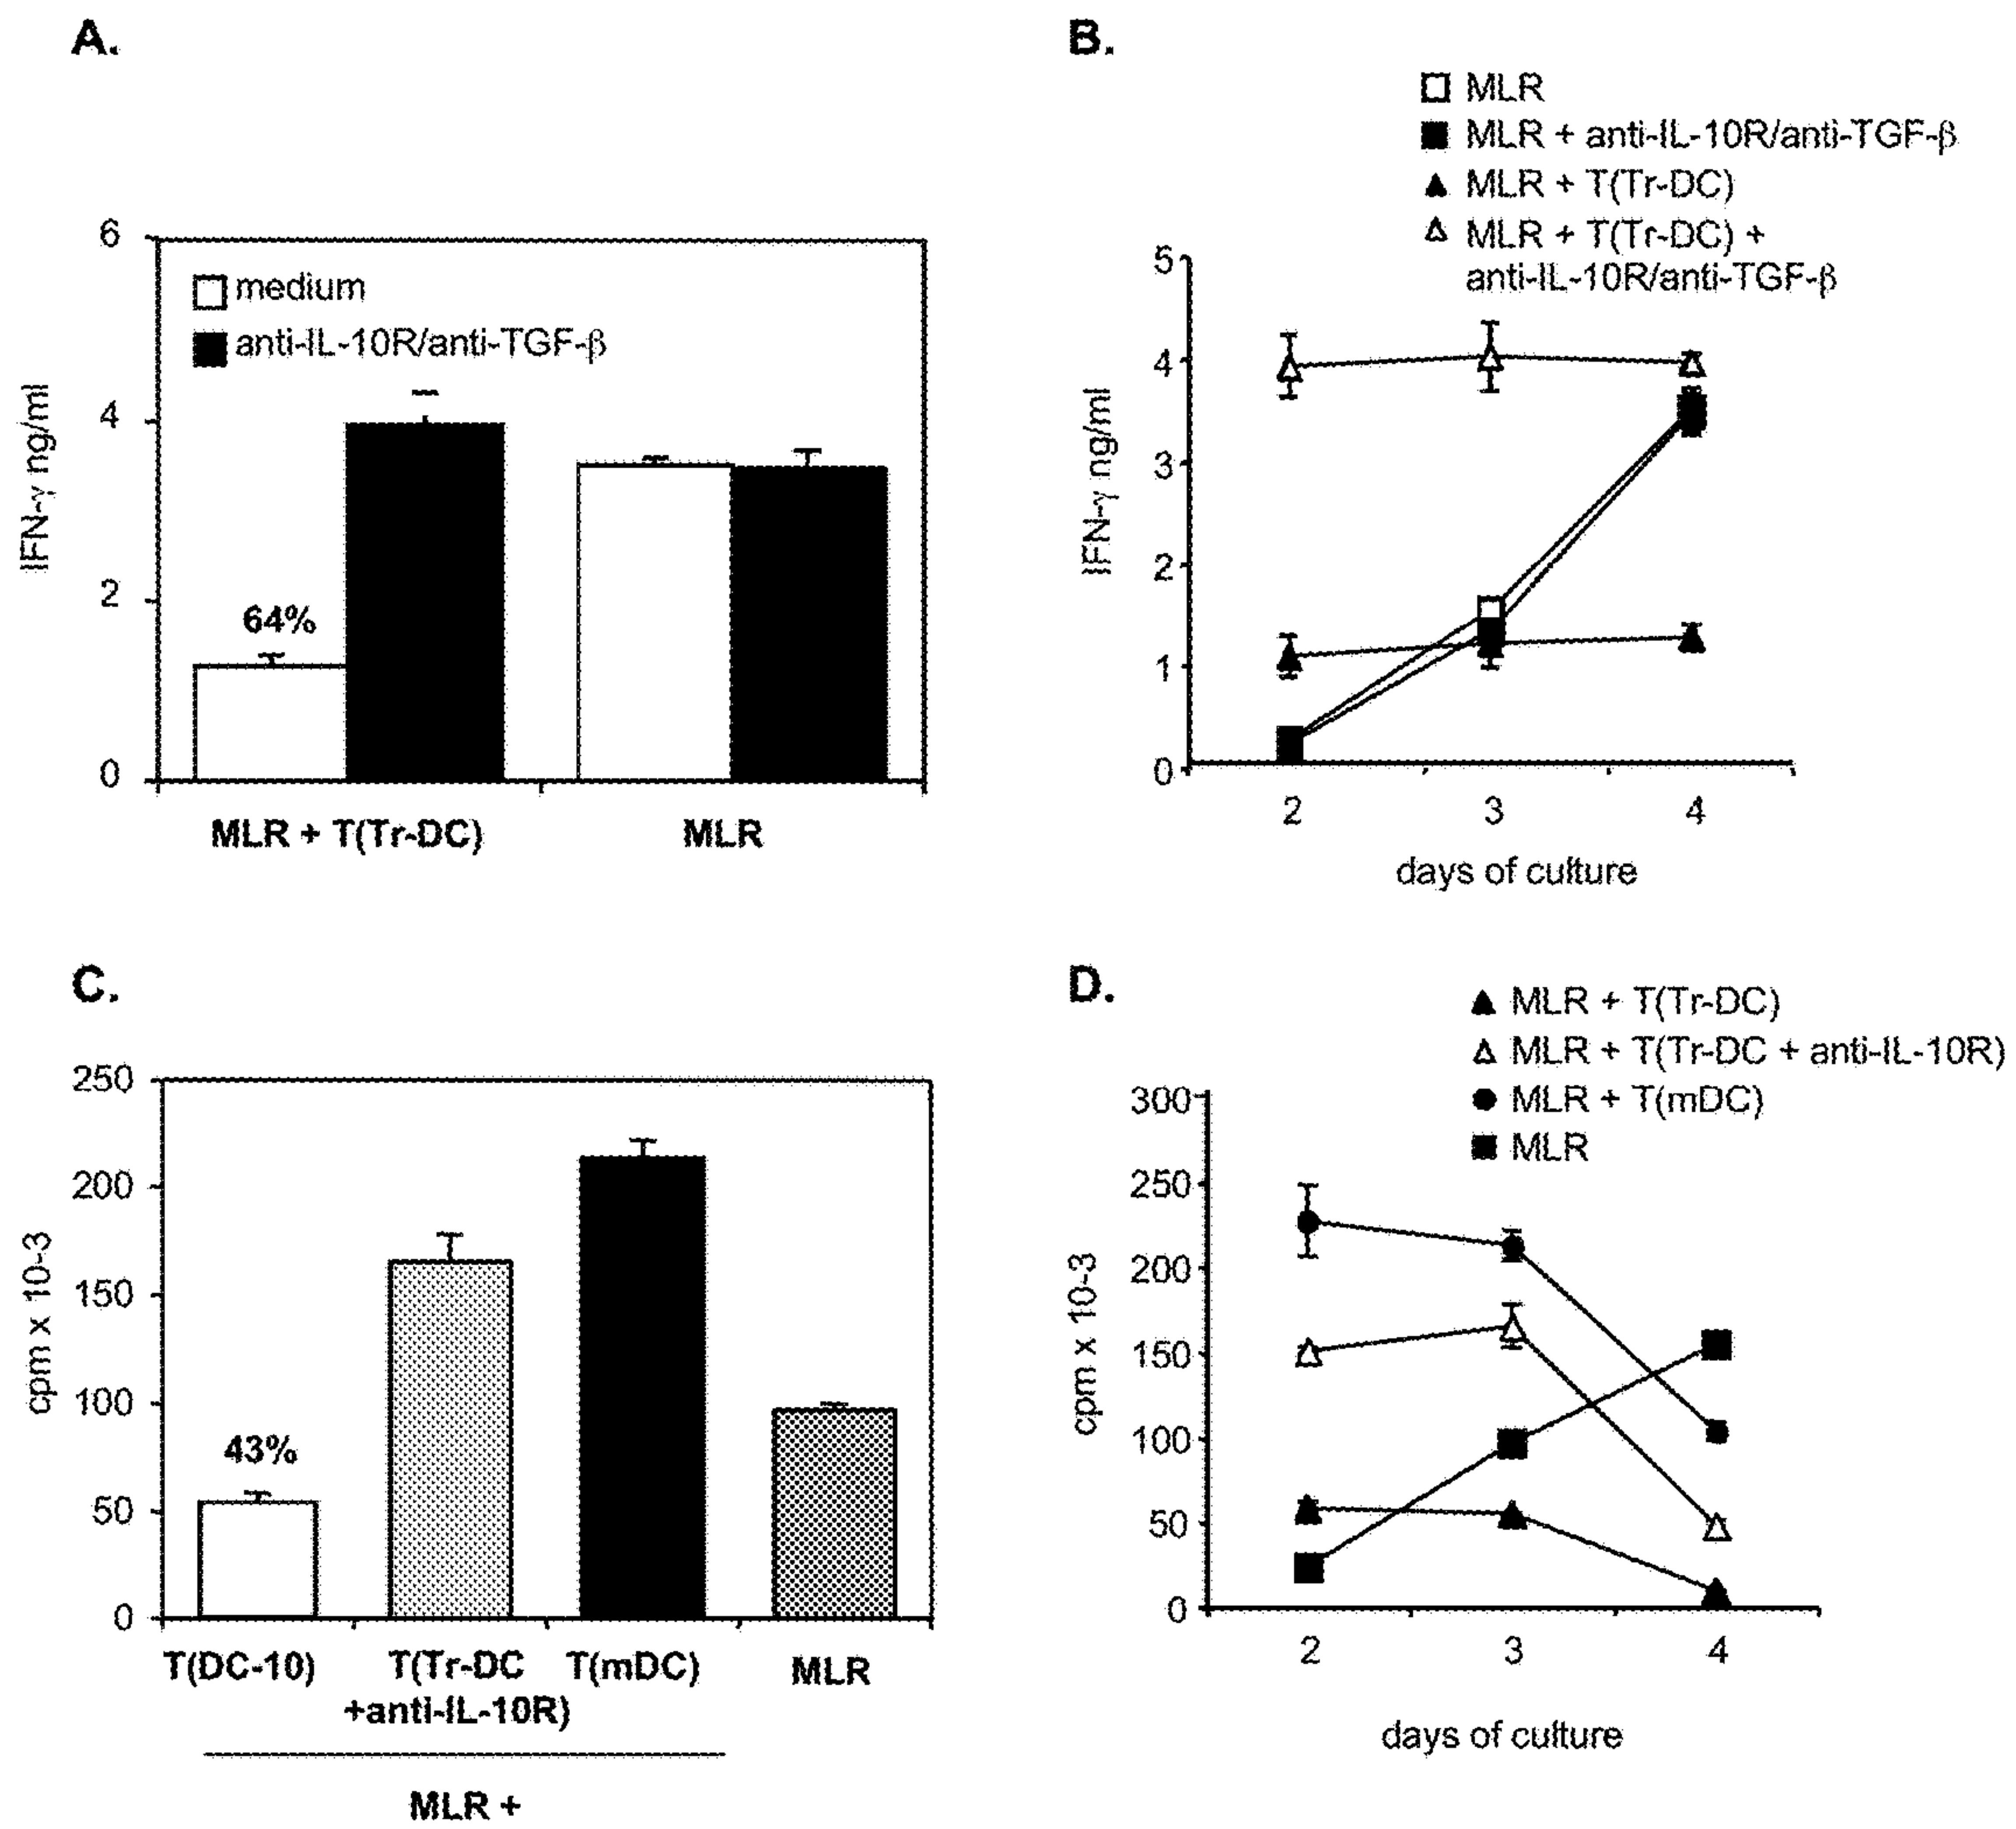 A.
6
4
2
0
IFN-γ ng/ml
medium
anti-IL-10R/anti-TGF-β
64%
MLR + T(Tr-DC)
MLR
B.
MLR
MLR + anti-IL-10R/anti-TGF-β
MLR + T(Tr-DC)
MLR + T(Tr-DC) +
anti-IL-10R/anti-TGF-β
5
4
3
2
1
0
IFN-γ ng/ml
2 3 4
days of culture
C.
250
200
150
100
50
0
cpm x 10-3
43%
T(DC-10) T(Tr-DC T(mDC) MLR
+anti-IL-10R)
MLR +
D.
MLR + T(Tr-DC)
MLR + T(Tr-DC + anti-IL-10R)
MLR + T(mDC)
MLR
300
250
200
150
100
50
0
cpm x 10-3
2 3 4
days of culture